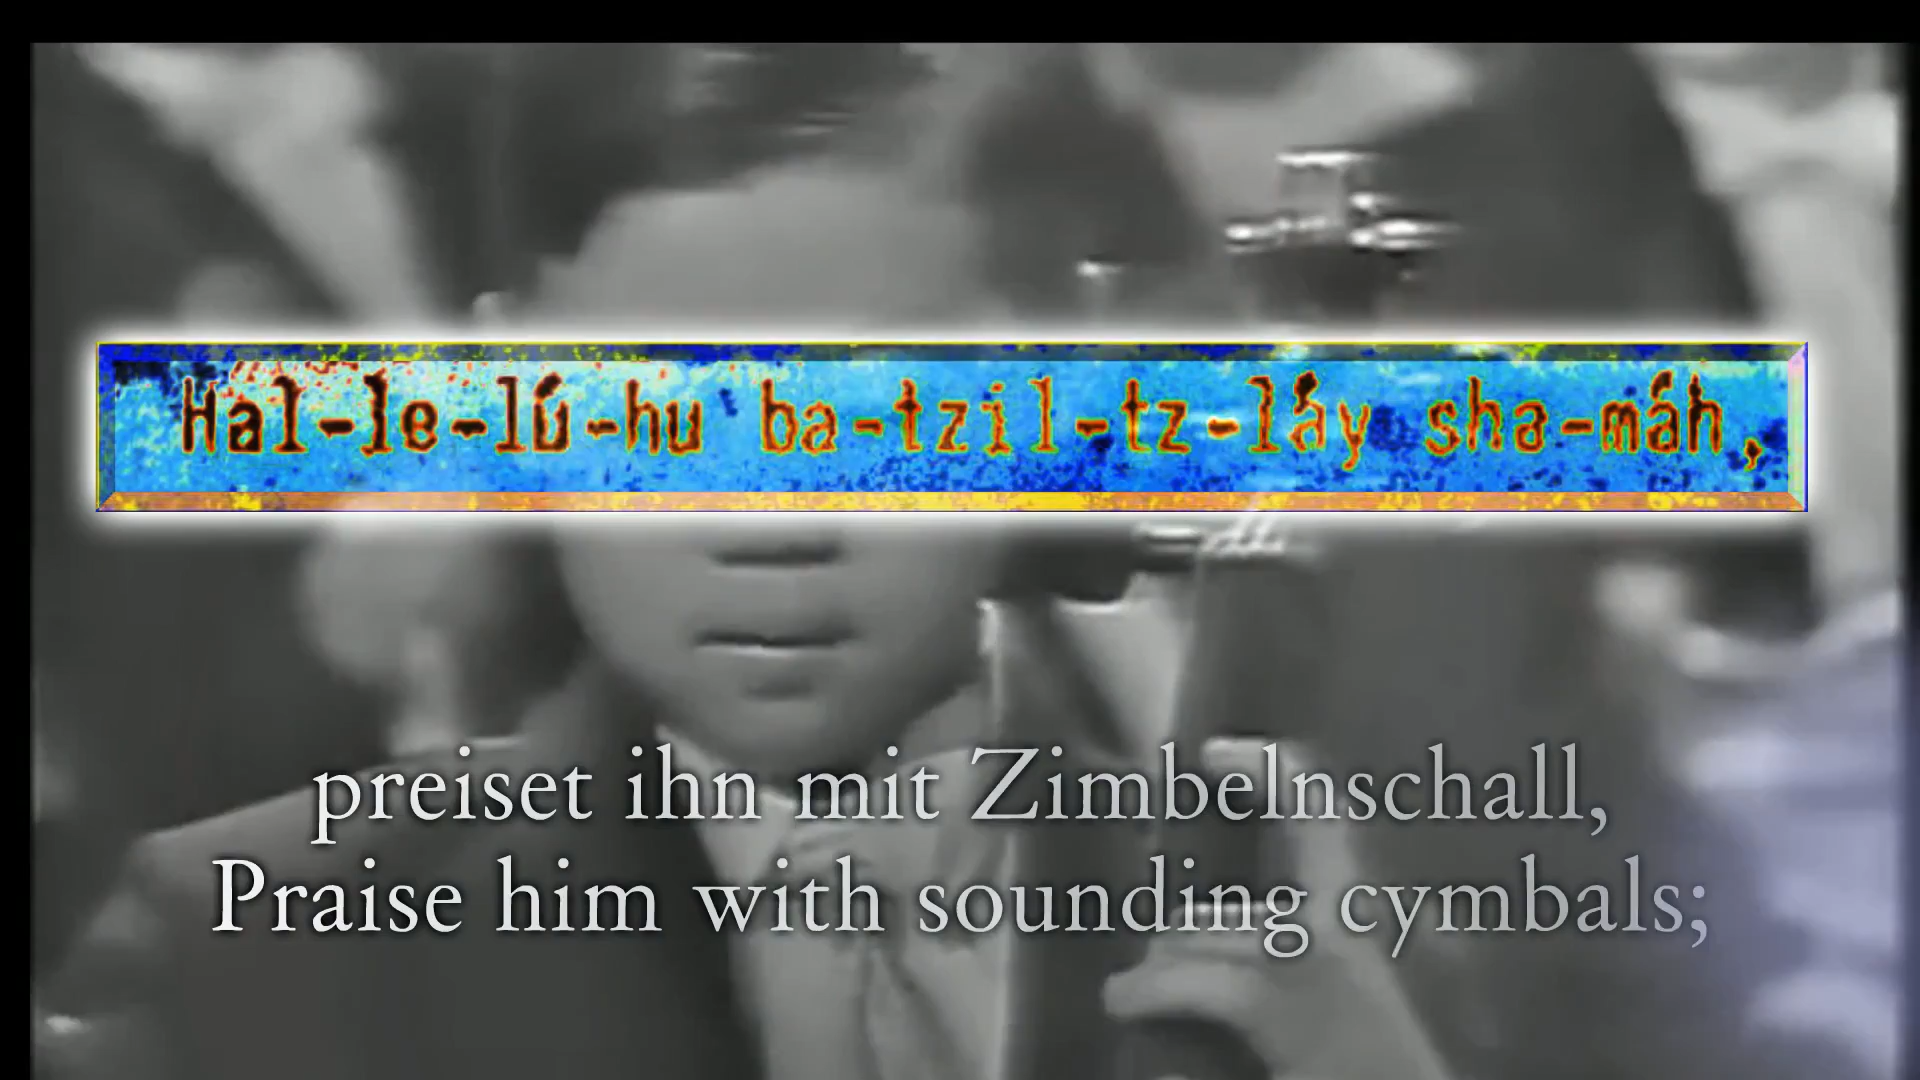 Hal-le-lú-hu ba-tzil-tz-láy sha-máh,
preiset ihn mit Zimbelnschall,
Praise him with sounding cymbals;